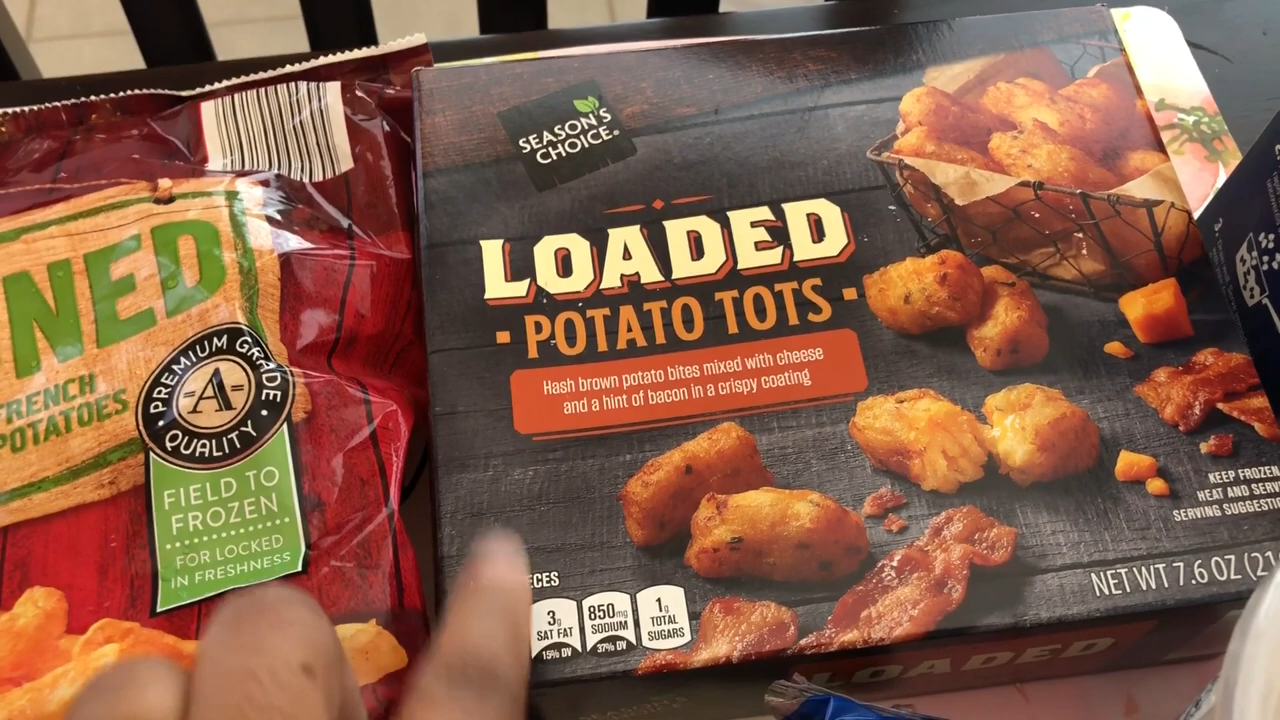 NED
FRENCH
POTATOES
PREMIUM GRADE
A
QUALITY
FIELD TO
FROZEN
FOR LOCKED
IN FRESHNESS
SEASON'S
CHOICE®
LOADED
POTATO TOTS
Hash brown potato bites mixed with cheese
and a hint of bacon in a crispy coating
KEEP FROZEN
HEAT AND SERV
SERVING SUGGESTIO
NET WT 7.6 OZ (21
ECES
3g
SAT FAT
15% DV
850mg
SODIUM
37% DV
1g
TOTAL
SUGARS
LOADED